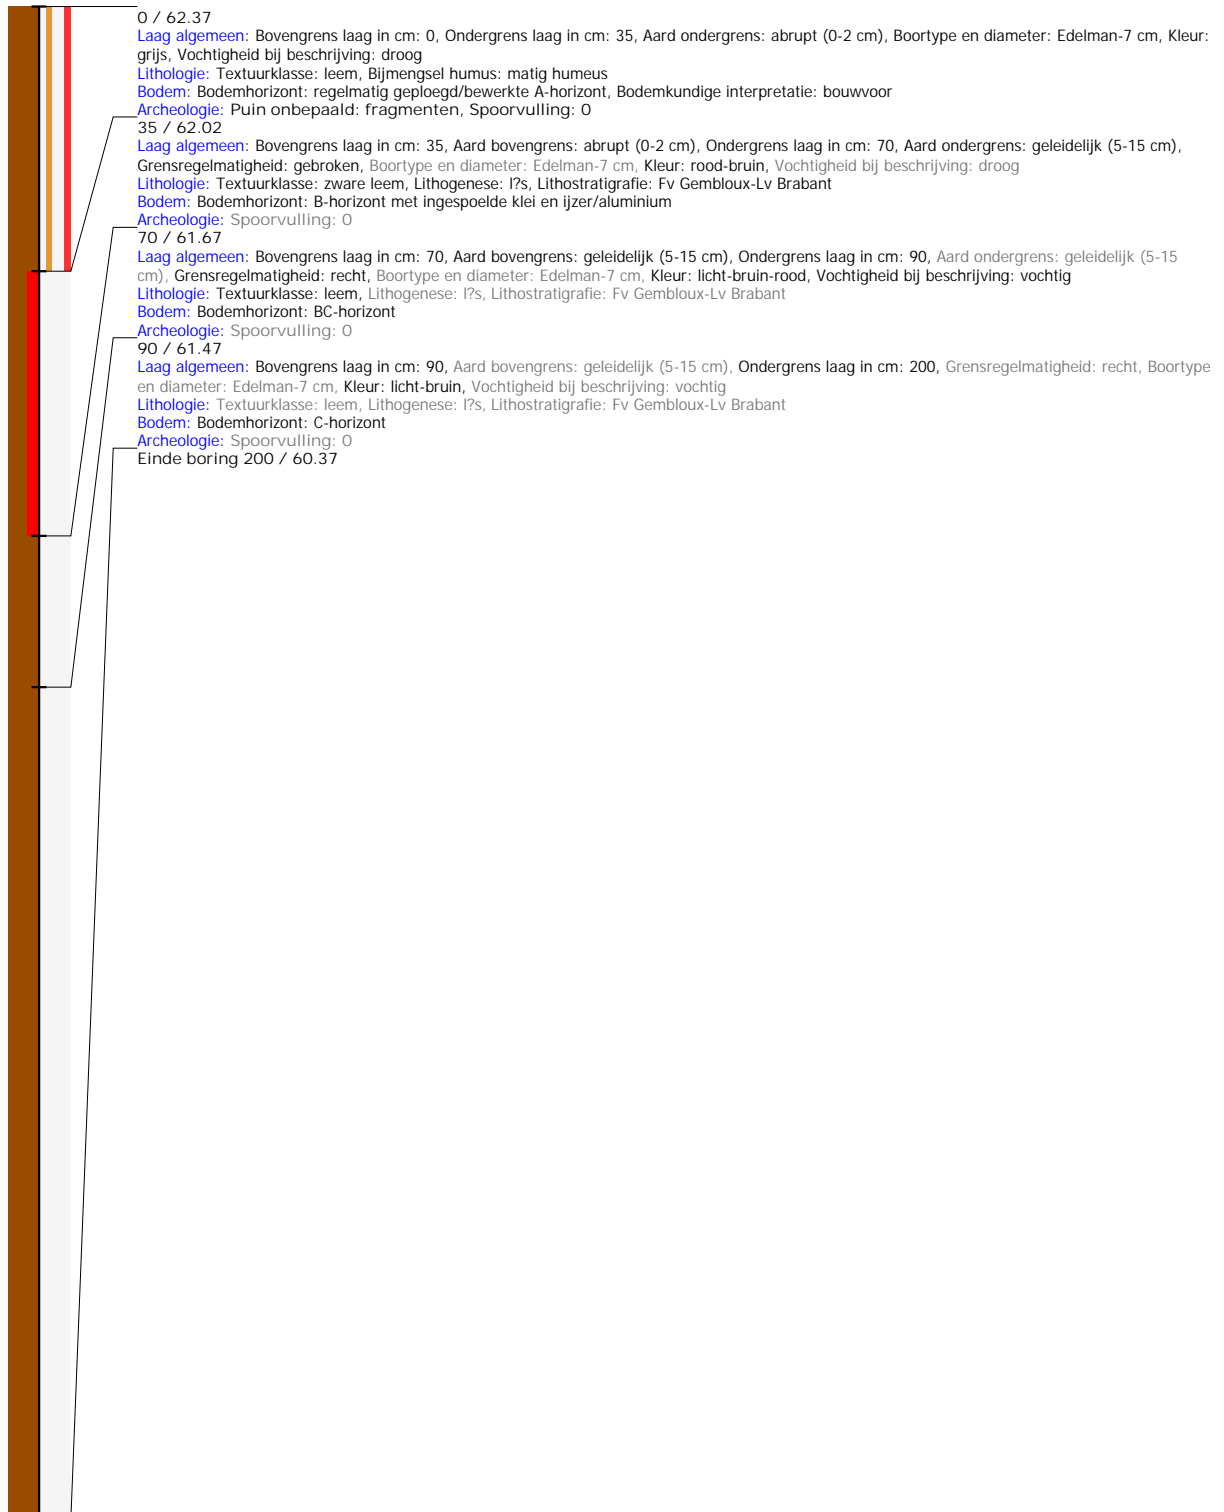 0 / 62.37
Laag algemeen: Bovengrens laag in cm: 0, Ondergrens laag in cm: 35, Aard ondergrens: abrupt (0-2 cm), Boortype en diameter: Edelman-7 cm, Kleur:
grijs, Vochtigheid bij beschrijving: droog
Lithologie: Textuurklasse: leem, Bijmengsel humus: matig humeus
Bodem: Bodemhorizont: regelmatig geploegd/bewerkte A-horizont, Bodemkundige interpretatie: bouwvoor
Archeologie: Puin onbepaald: fragmenten, Spoorvulling: 0
35 / 62.02
Laag algemeen: Bovengrens laag in cm: 35, Aard bovengrens: abrupt (0-2 cm), Ondergrens laag in cm: 70, Aard ondergrens: geleidelijk (5-15 cm),
Grensregelmatigheid: gebroken, Boortype en diameter: Edelman-7 cm, Kleur: rood-bruin, Vochtigheid bij beschrijving: droog
Lithologie: Textuurklasse: zware leem, Lithogenese: l?s, Lithostratigrafie: Fv Gembloux-Lv Brabant
Bodem: Bodemhorizont: B-horizont met ingespoelde klei en ijzer/aluminium
Archeologie: Spoorvulling: 0
70 / 61.67
Laag algemeen: Bovengrens laag in cm: 70, Aard bovengrens: geleidelijk (5-15 cm), Ondergrens laag in cm: 90, Aard ondergrens: geleidelijk (5-15
cm), Grensregelmatigheid: recht, Boortype en diameter: Edelman-7 cm, Kleur: licht-bruin-rood, Vochtigheid bij beschrijving: vochtig
Lithologie: Textuurklasse: leem, Lithogenese: l?s, Lithostratigrafie: Fv Gembloux-Lv Brabant
Bodem: Bodemhorizont: BC-horizont
Archeologie: Spoorvulling: 0
90 / 61.47
Laag algemeen: Bovengrens laag in cm: 90, Aard bovengrens: geleidelijk (5-15 cm), Ondergrens laag in cm: 200, Grensregelmatigheid: recht, Boortype
en diameter: Edelman-7 cm, Kleur: licht-bruin, Vochtigheid bij beschrijving: vochtig
Lithologie: Textuurklasse: leem, Lithogenese: l?s, Lithostratigrafie: Fv Gembloux-Lv Brabant
Bodem: Bodemhorizont: C-horizont
Archeologie: Spoorvulling: 0
Einde boring 200 / 60.37